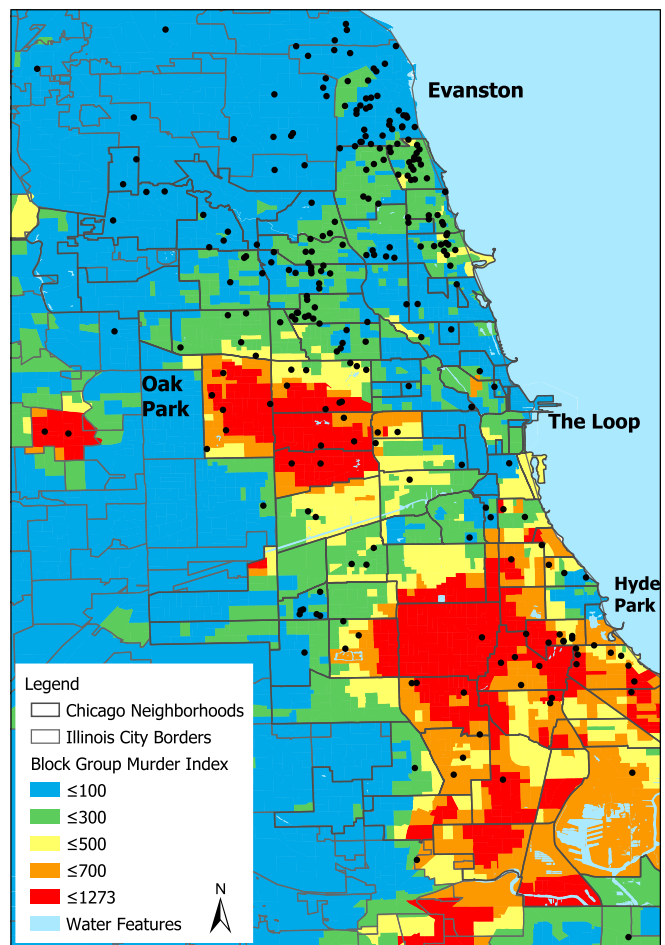 Evanston
Oak
Park
The Loop
Hyde
Park
Legend
Chicago Neighborhoods
Illinois City Borders
Block Group Murder Index
≤100
≤300
≤500
≤700
≤1273
Water Features
N